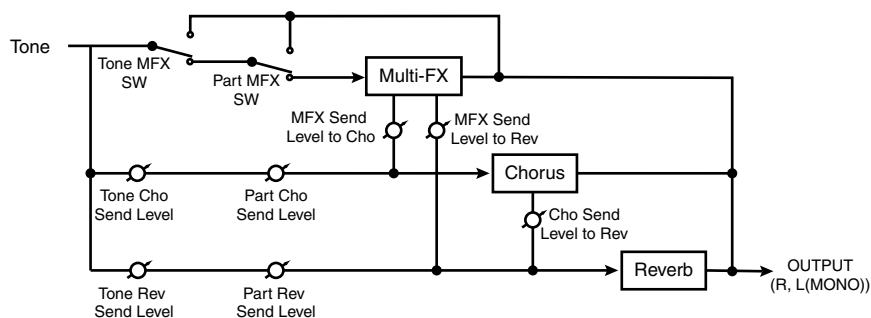 Tone
Tone MFX
SW
Part MFX
SW
Multi-FX
MFX Send
Level to Cho
MFX Send
Level to Rev
Tone Cho
Send Level
Part Cho
Send Level
Chorus
Cho Send
Level to Rev
Tone Rev
Send Level
Part Rev
Send Level
Reverb
OUTPUT
(R, L(MONO))